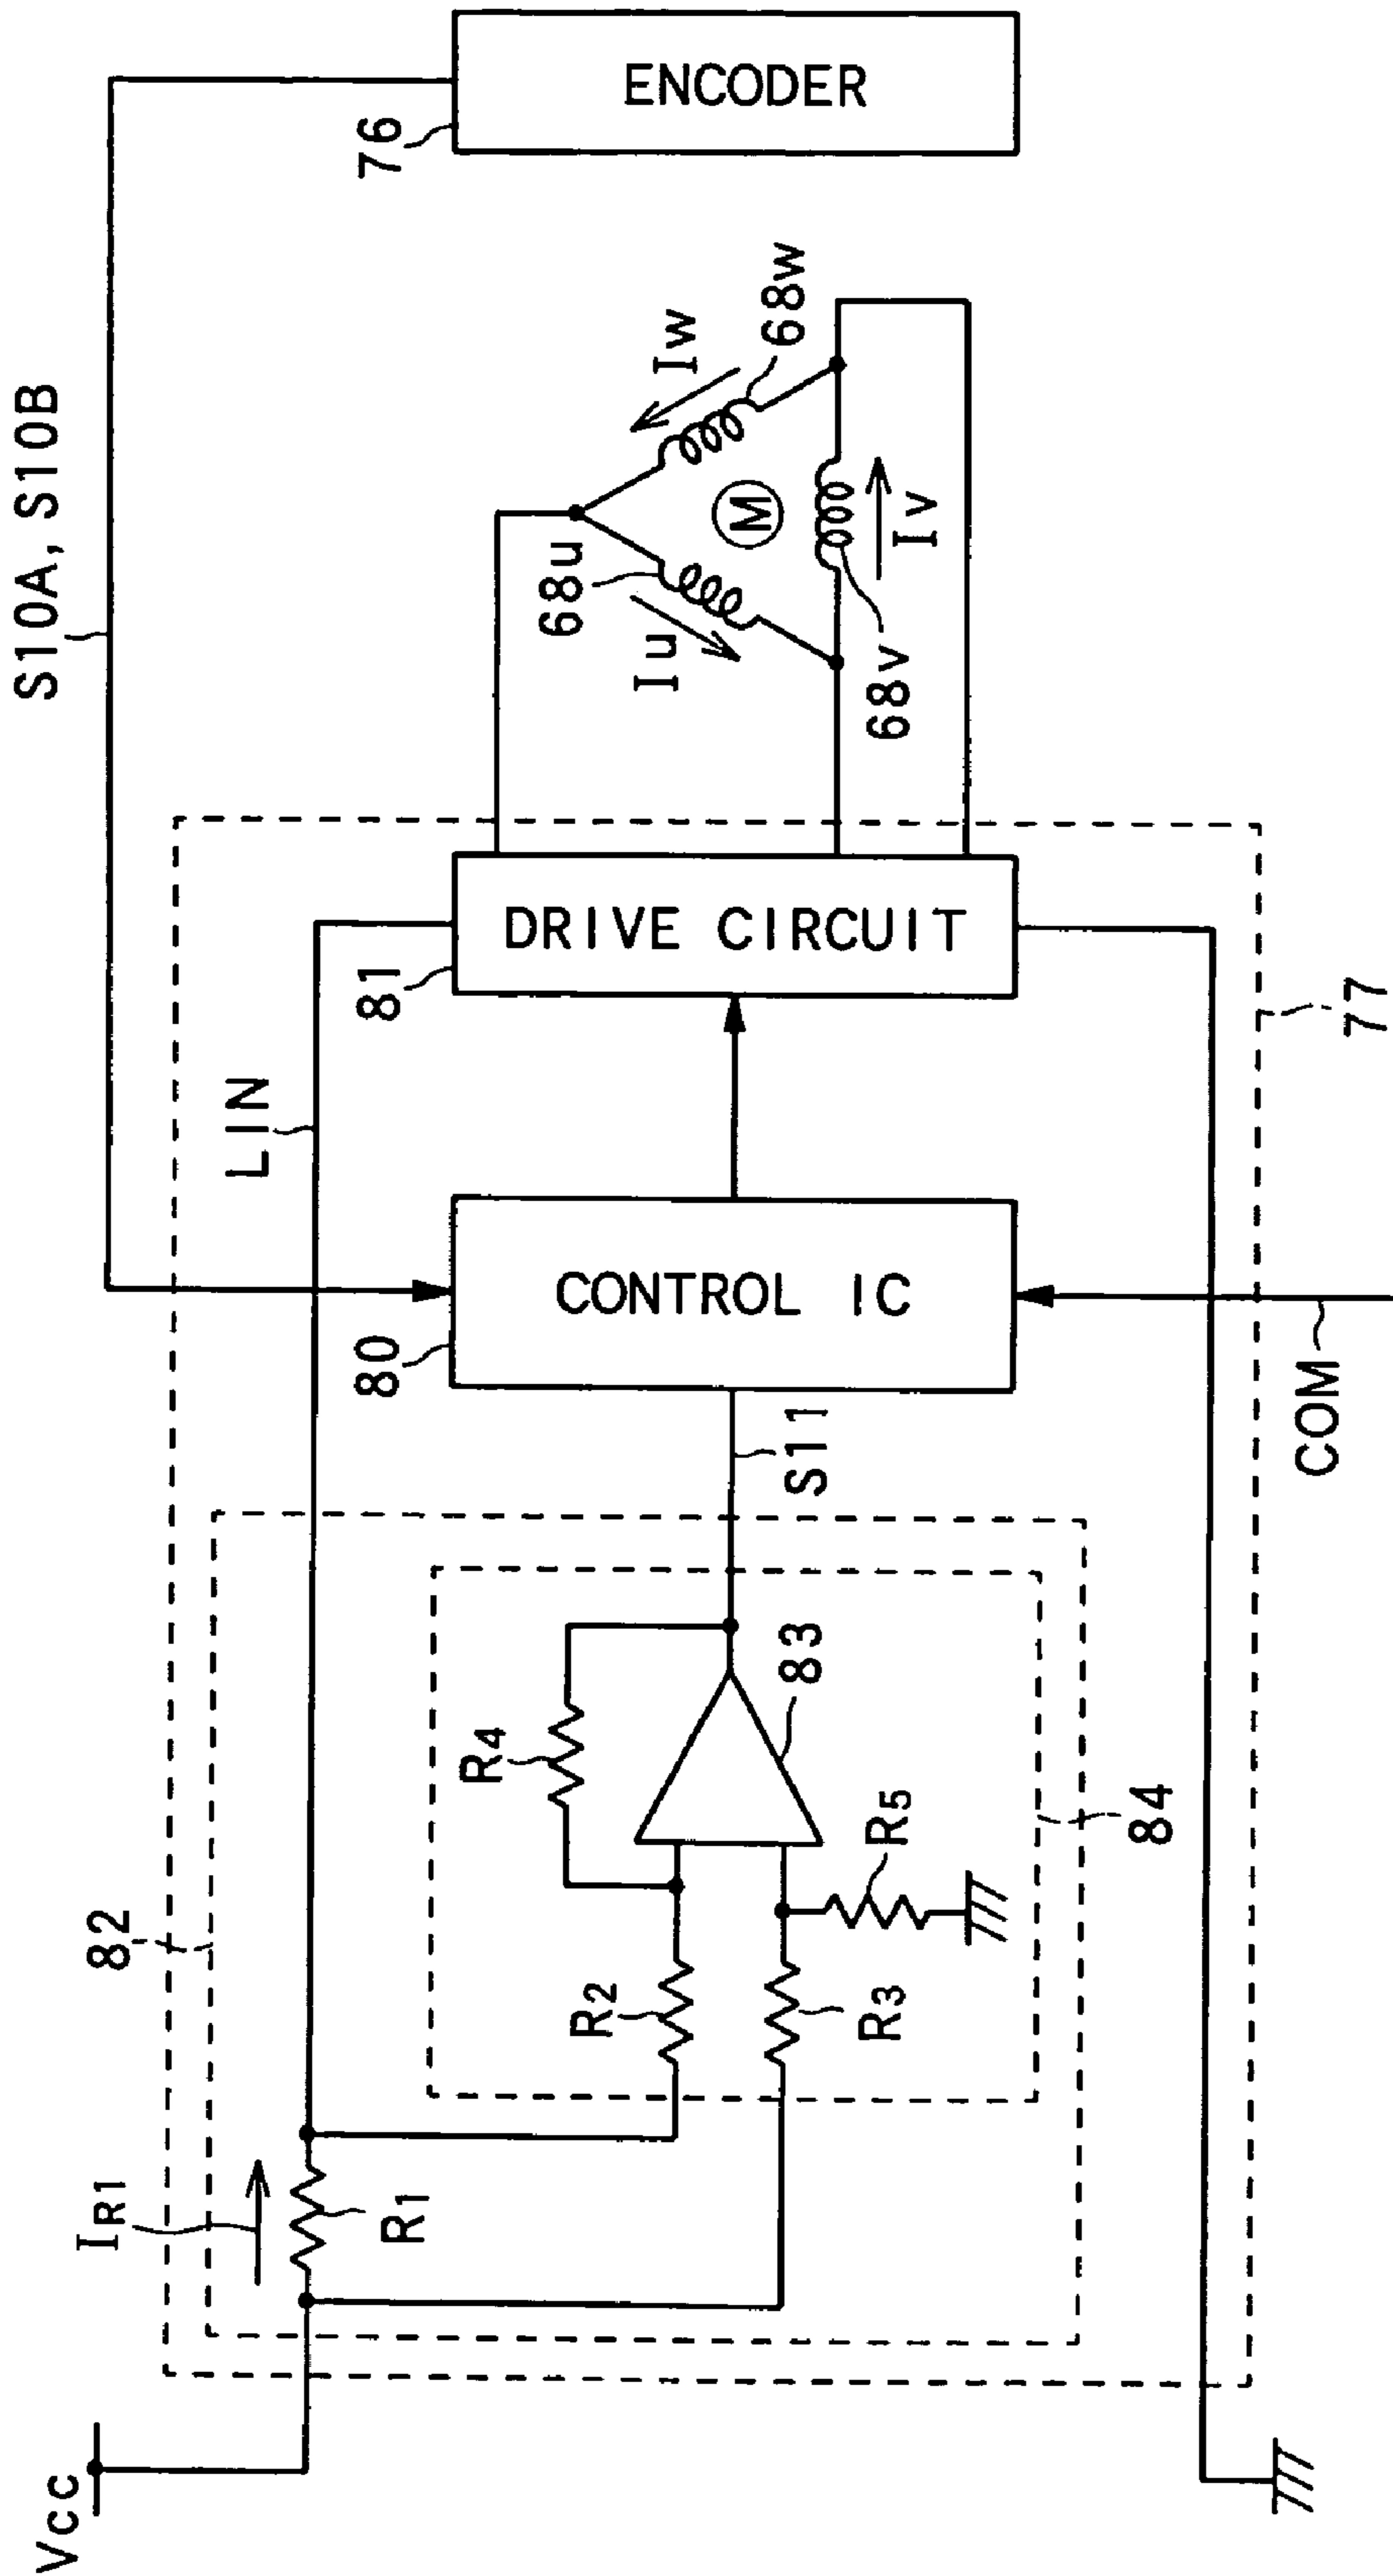 S10A, S10B
Vcc
IR1
82
LIN
R1
R2
R4
R3
R5
83
84
S11
80
CONTROL IC
COM
81
DRIVE CIRCUIT
77
68u
Iu
Iw
68w
M
Iv
68v
76
ENCODER